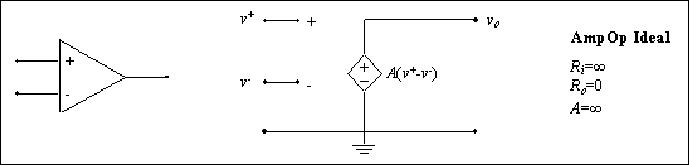 +
-
v⁺ +
v⁻ -
+
−
A(v⁺-v⁻)
vₒ
AmpOp Ideal
Rᵢ=∞
Rₒ=0
A=∞